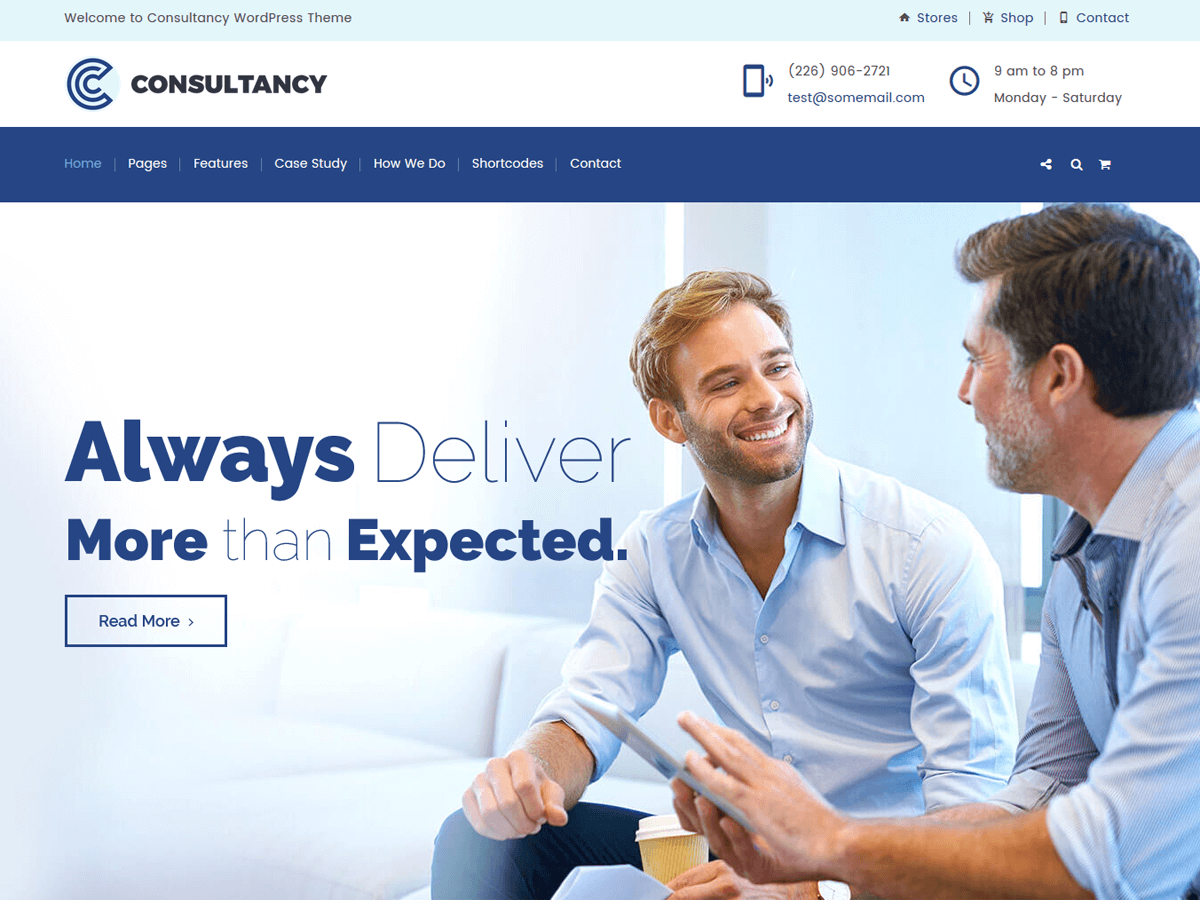 Welcome to Consultancy WordPress Theme
Stores | Shop | Contact
CONSULTANCY
(226) 906-2721
test@somemail.com
9 am to 8 pm
Monday - Saturday
Home | Pages | Features | Case Study | How We Do | Shortcodes | Contact
Always Deliver
More than Expected.
Read More ›